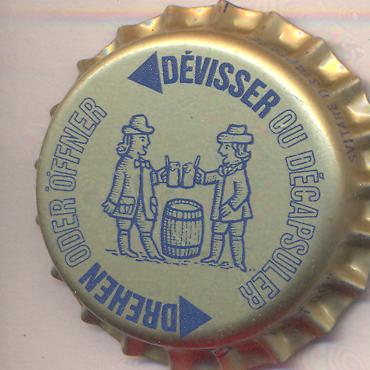 DÉVISSER OU DÉCAPSULER
DREHEN ODER ÖFFNER